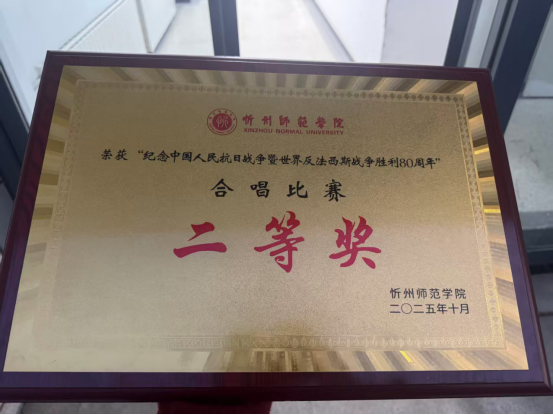 忻州师范学院
XINZHOU NORMAL UNIVERSITY
荣获“纪念中国人民抗日战争暨世界反法西斯战争胜利80周年”
合唱比赛
二等奖
忻州师范学院
二〇二五年十月